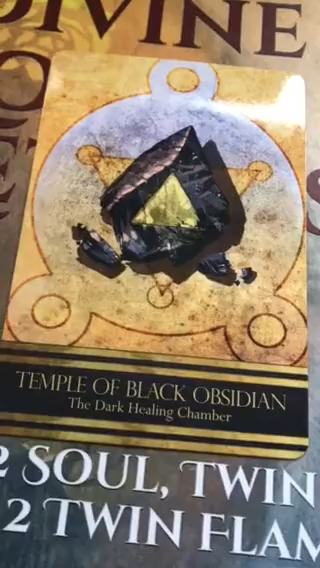 DIVINE
TEMPLE OF BLACK OBSIDIAN
The Dark Healing Chamber
2 SOUL, TWIN
2 TWIN FLAM